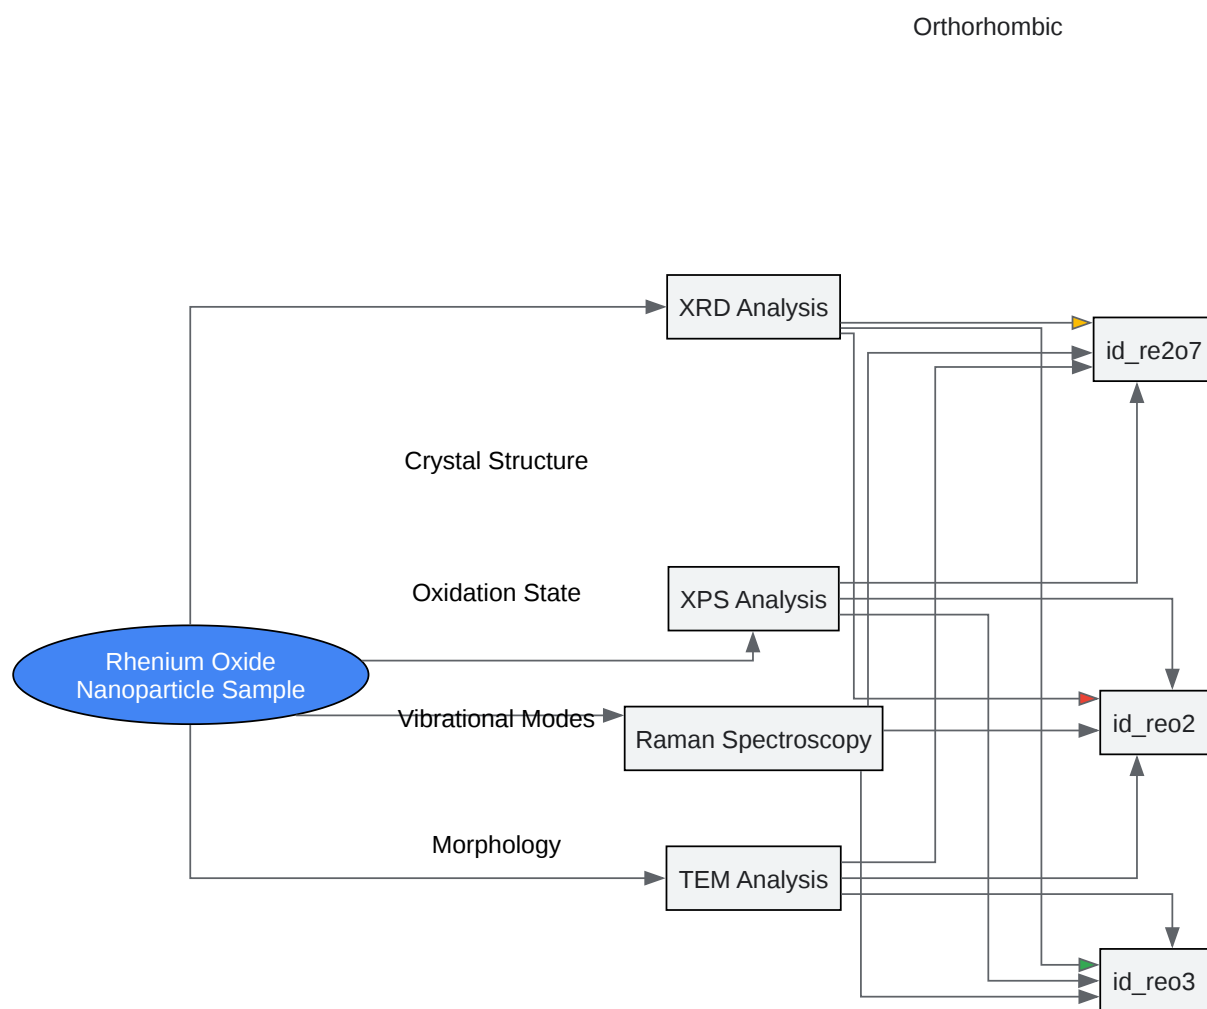 Orthorhombic
XRD Analysis
id_re2o7
Crystal Structure
Oxidation State
XPS Analysis
Rhenium Oxide
Nanoparticle Sample
Vibrational Modes
Raman Spectroscopy
id_reo2
Morphology
TEM Analysis
id_reo3